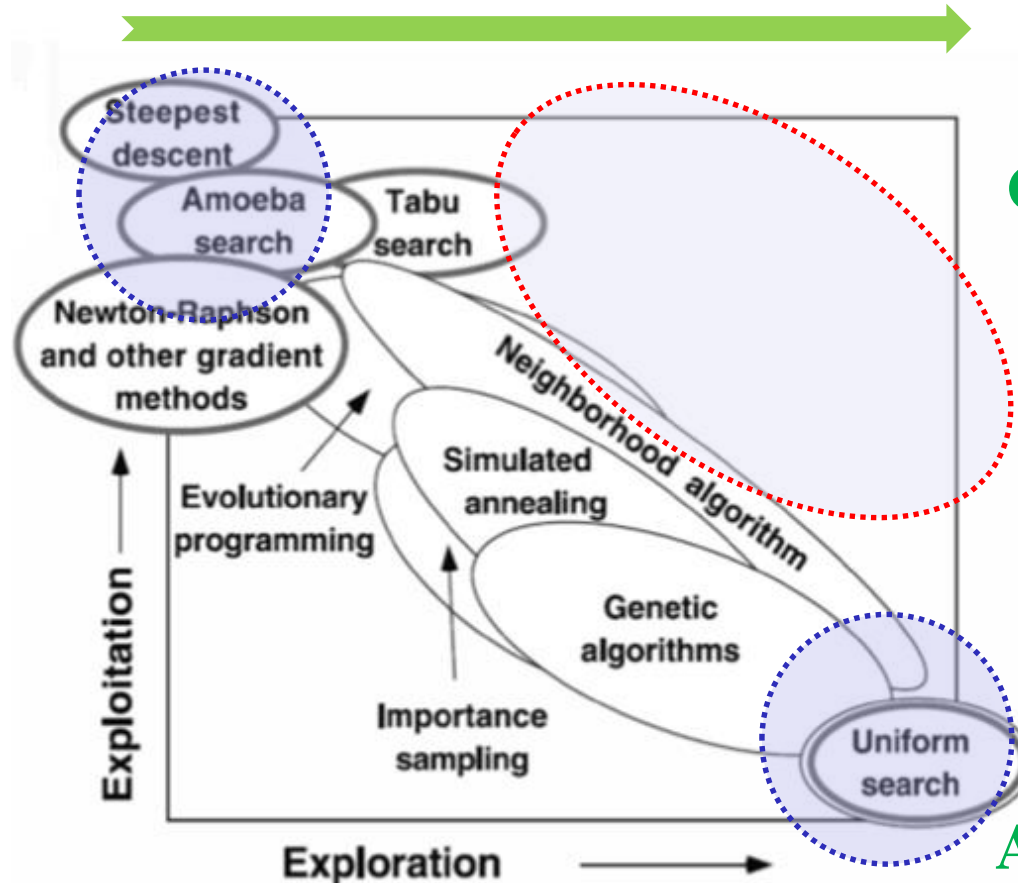 Steepest
descent
Amoeba
search
Tabu
search
Newton-Raphson
and other gradient
methods
Neighborhood algorithm
Simulated
annealing
Evolutionary
programming
Genetic
algorithms
Importance
sampling
Uniform
search
Exploitation
Exploration
A